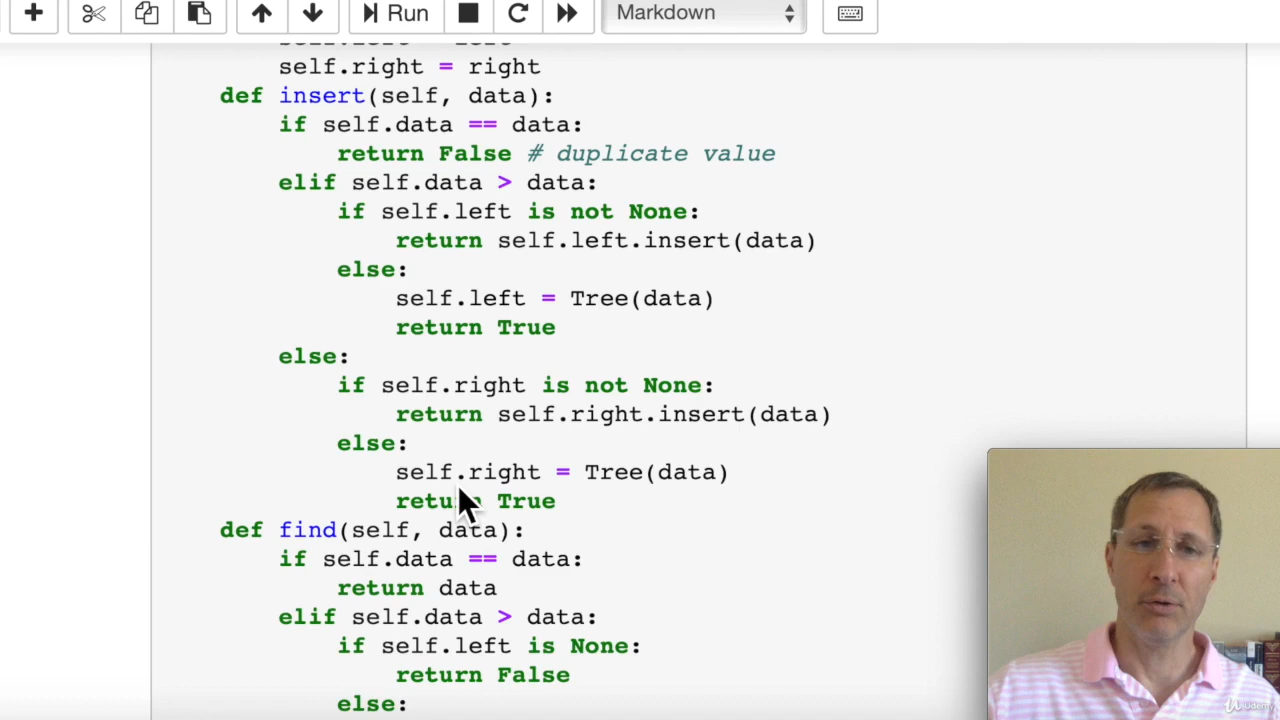 Run
Markdown
self.right = right
def insert(self, data):
if self.data == data:
return False # duplicate value
elif self.data > data:
if self.left is not None:
return self.left.insert(data)
else:
self.left = Tree(data)
return True
else:
if self.right is not None:
return self.right.insert(data)
else:
self.right = Tree(data)
return True
def find(self, data):
if self.data == data:
return data
elif self.data > data:
if self.left is None:
return False
else:
Udemy